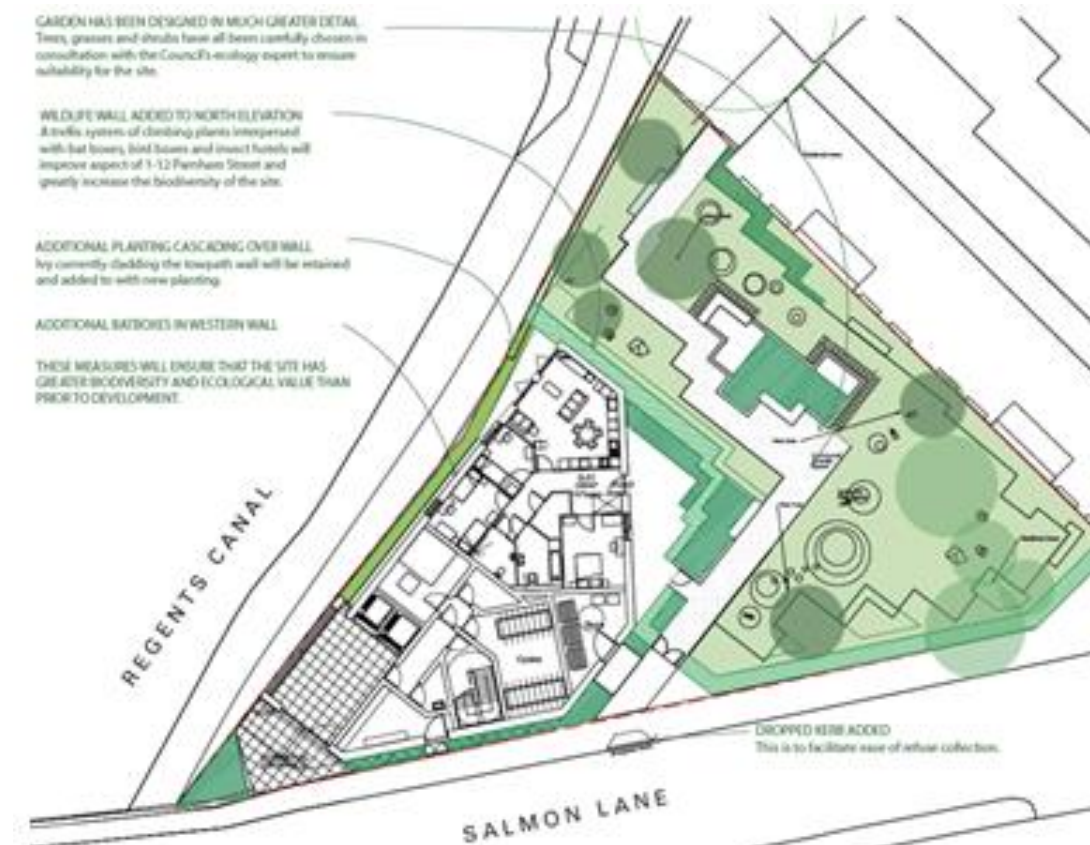 GARDEN HAS BEEN DESIGNED IN MUCH GREATER DETAIL
Trees, grasses and shrubs have all been carefully chosen in
consultation with the Council's ecology expert to ensure
suitability for the site.
WILDLIFE WALL ADDED TO NORTH ELEVATION
A trellis system of climbing plants interpersed
with bat boxes, bird boxes and insect hotels will
improve aspect of 1-12 Parnham Street and
greatly increase the biodiversity of the site.
ADDITIONAL PLANTING CASCADING OVER WALL
Ivy currently cladding the towpath wall will be retained
and added to with new planting.
ADDITIONAL BATBOXES IN WESTERN WALL
THESE MEASURES WILL ENSURE THAT THE SITE HAS
GREATER BIODIVERSITY AND ECOLOGICAL VALUE THAN
PRIOR TO DEVELOPMENT.
REGENTS CANAL
DROPPED KERB ADDED
This is to facilitate ease of refuse collection.
SALMON LANE